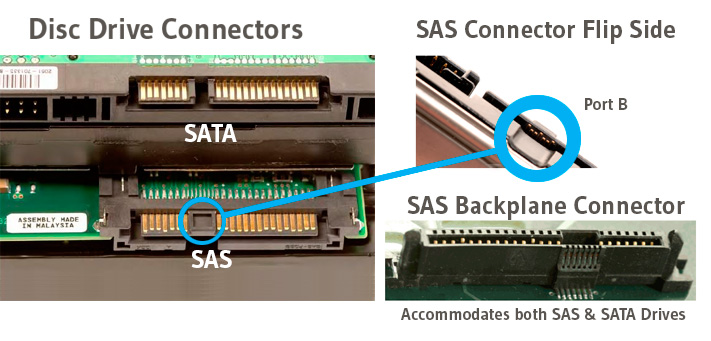 Disc Drive Connectors
SATA
ASSEMBLY MADE
IN MALAYSIA
SAS
SAS Connector Flip Side
Port B
SAS Backplane Connector
Accommodates both SAS & SATA Drives